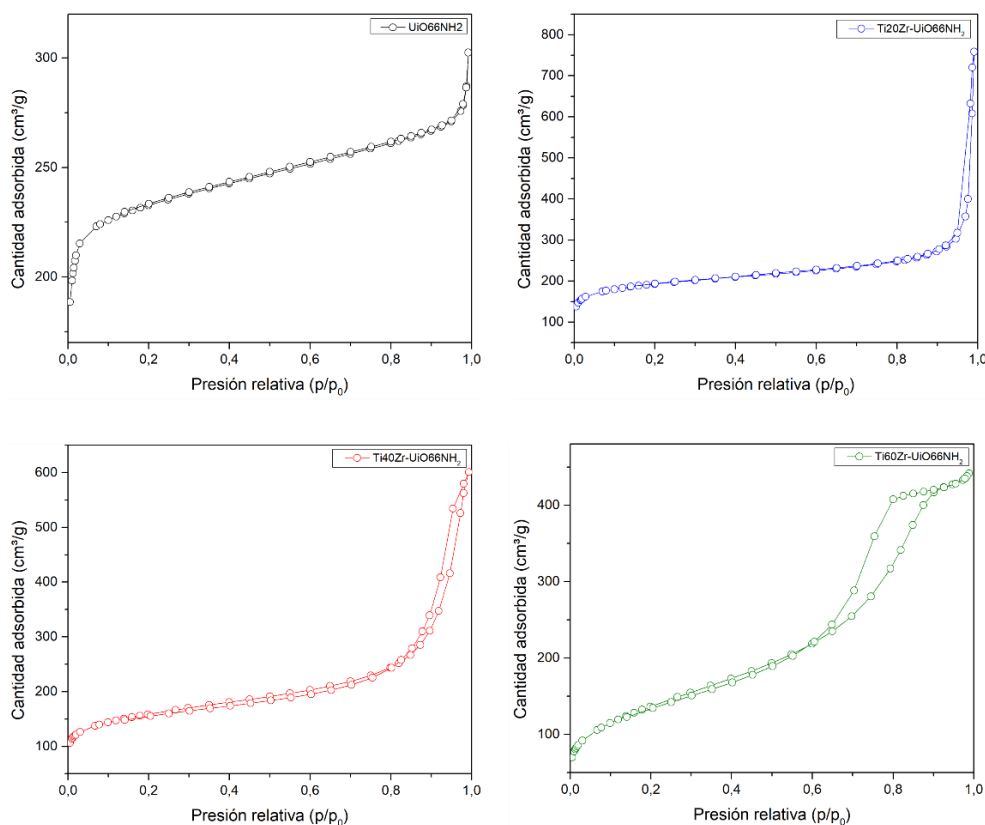 UiO66NH2
300
250
200
Cantidad adsorbida (cm³/g)
0,0 0,2 0,4 0,6 0,8 1,0
Presión relativa (p/p₀)
Ti20Zr-UiO66NH₂
800
700
600
500
400
300
200
100
Cantidad adsorbida (cm³/g)
0,0 0,2 0,4 0,6 0,8 1,0
Presión relativa (p/p₀)
Ti40Zr-UiO66NH₂
600
500
400
300
200
100
Cantidad adsorbida (cm³/g)
0,0 0,2 0,4 0,6 0,8 1,0
Presión relativa (p/p₀)
Ti60Zr-UiO66NH₂
400
300
200
100
Cantidad adsorbida (cm³/g)
0,0 0,2 0,4 0,6 0,8 1,0
Presión relativa (p/p₀)